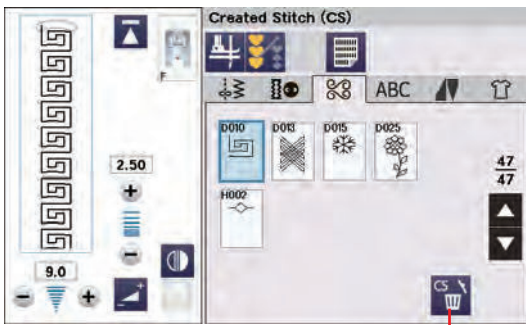 Created Stitch (CS)
F
ABC
D010 D013 D015 D025
2.50
47
47
H002
9.0
CS